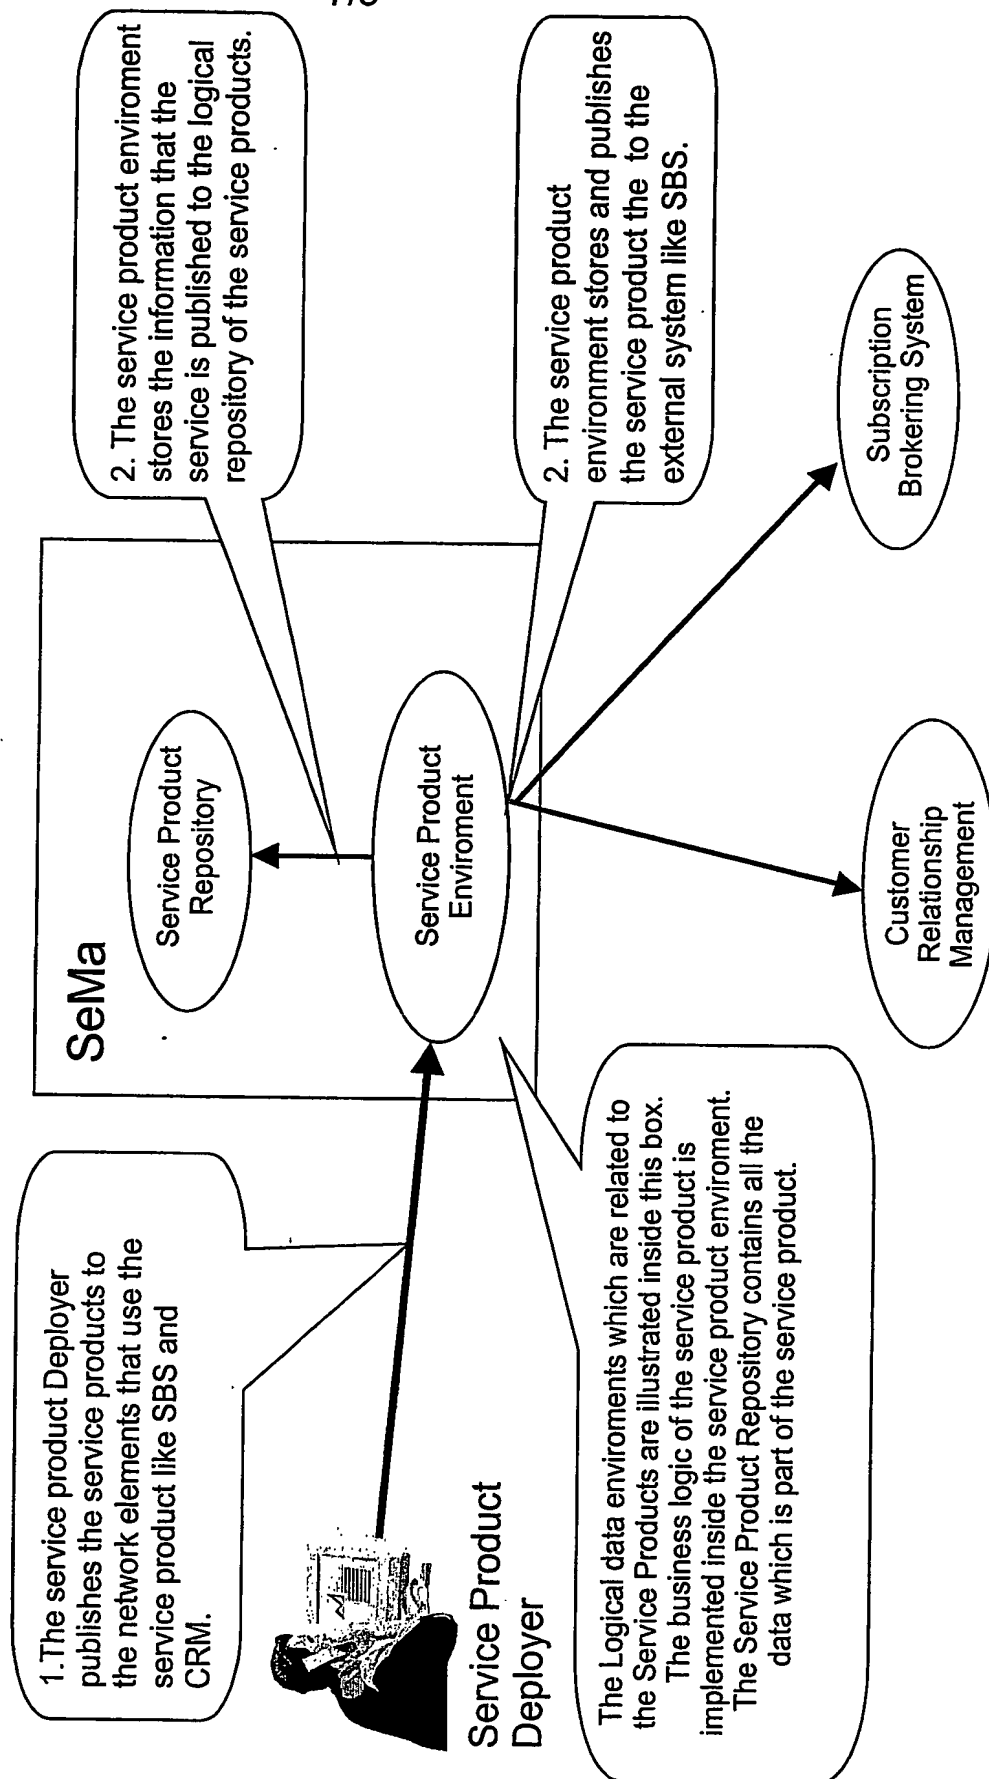 1.The service product Deployer
publishes the service products to
the network elements that use the
service product like SBS and
CRM.
Service Product
Deployer
The Logical data enviroments which are related to
the Service Products are illustrated inside this box.
The business logic of the service product is
implemented inside the service product enviroment.
The Service Product Repository contains all the
data which is part of the service product.
SeMa
Service Product
Repository
Service Product
Enviroment
2. The service product enviroment
stores the information that the
service is published to the logical
repository of the service products.
2. The service product
environment stores and publishes
the service product the to the
external system like SBS.
Customer
Relationship
Management
Subscription
Brokering System